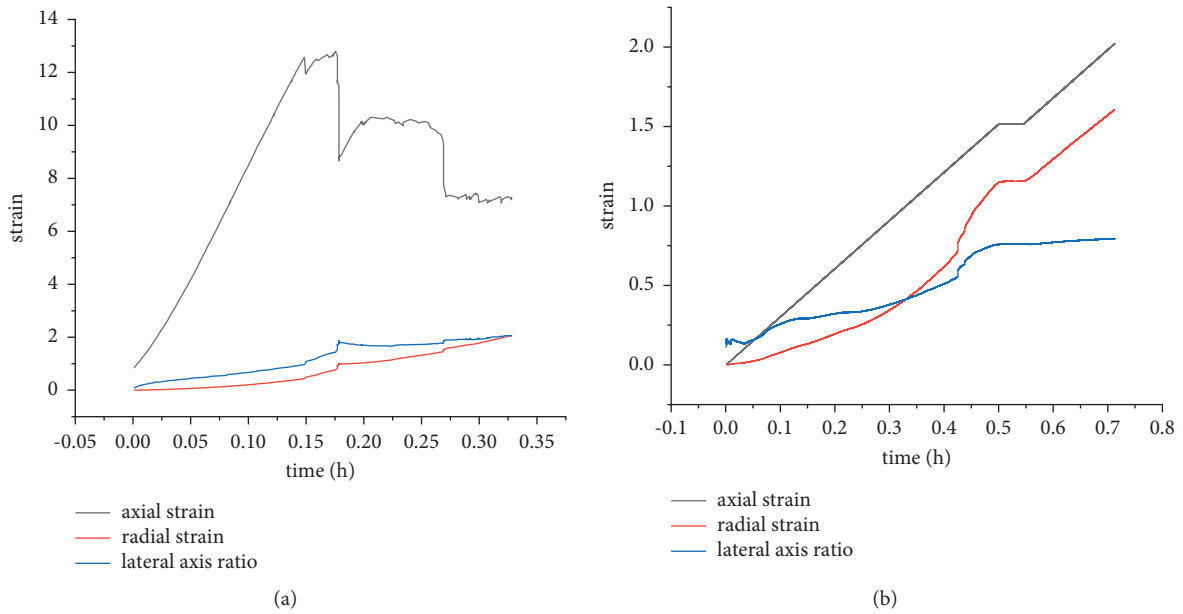 14
12
10
8
6
4
2
0
strain
-0.05 0.00 0.05 0.10 0.15 0.20 0.25 0.30 0.35
time (h)
axial strain
radial strain
lateral axis ratio
(a)
2.0
1.5
1.0
0.5
0.0
strain
-0.1 0.0 0.1 0.2 0.3 0.4 0.5 0.6 0.7 0.8
time (h)
axial strain
radial strain
lateral axis ratio
(b)